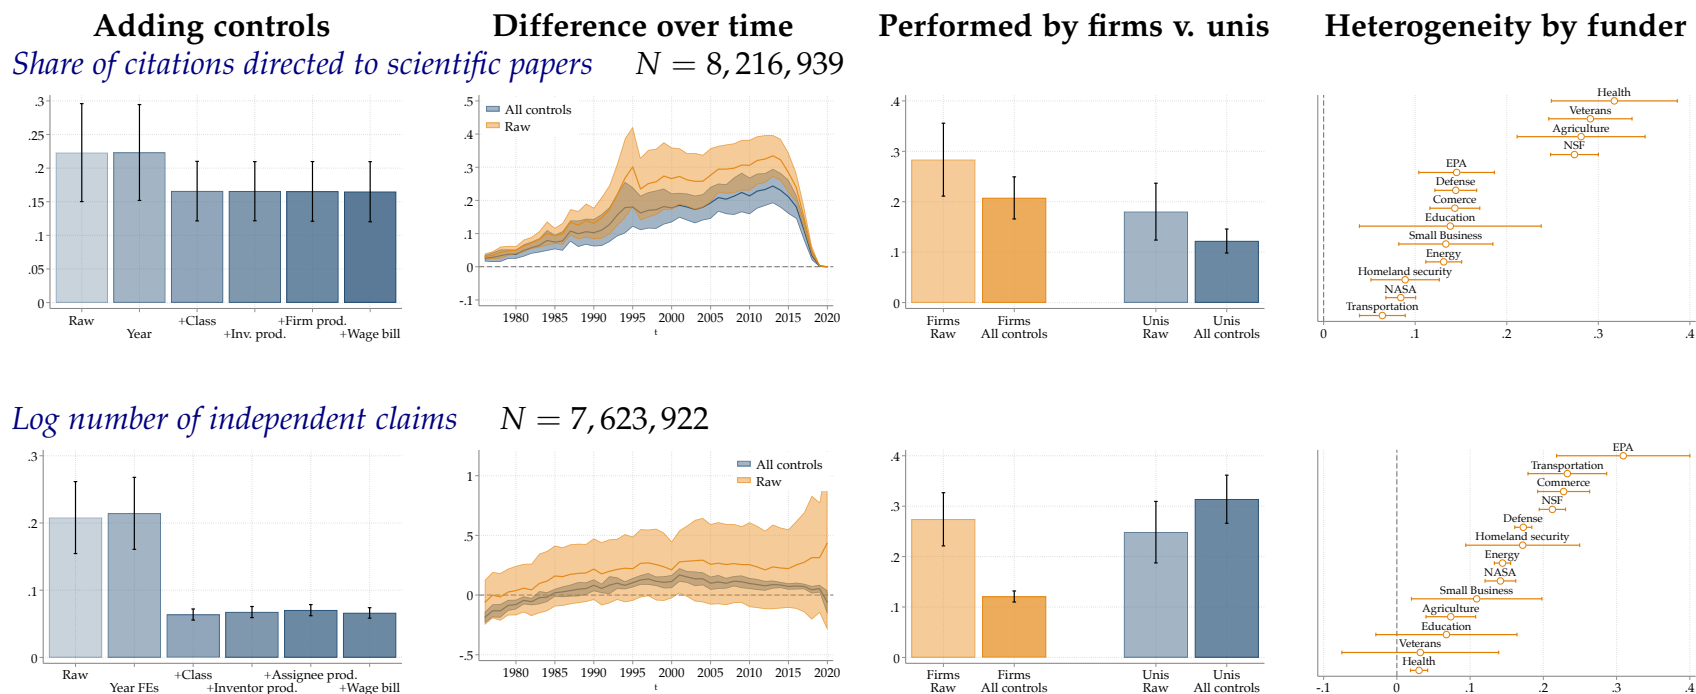 Adding controls
Difference over time
Performed by firms v. unis
Heterogeneity by funder
Share of citations directed to scientific papers N = 8,216,939
.3
.25
.2
.15
.1
.05
0
Raw
Year
+Class
+Inv. prod.
+Firm prod.
+Wage bill
.5
.4
.3
.2
.1
0
-.1
All controls
Raw
1980 1985 1990 1995 2000 2005 2010 2015 2020
t
.4
.3
.2
.1
0
Firms Raw
Firms All controls
Unis Raw
Unis All controls
Health
Veterans
Agriculture
NSF
EPA
Defense
Comerce
Education
Small Business
Energy
Homeland security
NASA
Transportation
0 .1 .2 .3 .4
Log number of independent claims N = 7,623,922
.3
.2
.1
0
Raw
Year FEs
+Class
+Inventor prod.
+Assignee prod.
+Wage bill
1
.5
0
-.5
All controls
Raw
1980 1985 1990 1995 2000 2005 2010 2015 2020
t
.4
.3
.2
.1
0
Firms Raw
Firms All controls
Unis Raw
Unis All controls
EPA
Transportation
Commerce
NSF
Defense
Homeland security
Energy
NASA
Small Business
Agriculture
Education
Veterans
Health
-.1 0 .1 .2 .3 .4